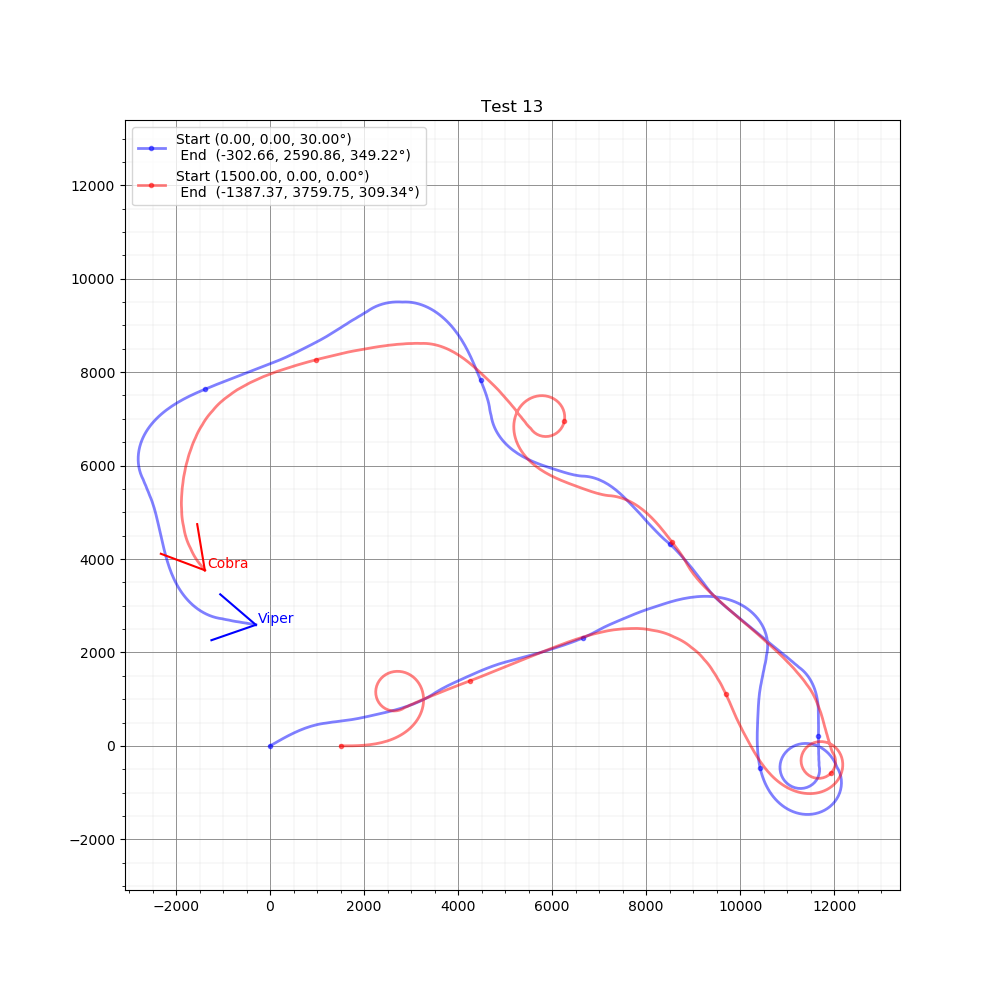 Test 13
Start (0.00, 0.00, 30.00°)
End (-302.66, 2590.86, 349.22°)
Start (1500.00, 0.00, 0.00°)
End (-1387.37, 3759.75, 309.34°)
12000
10000
8000
6000
4000
2000
0
−2000
Cobra
Viper
−2000 0 2000 4000 6000 8000 10000 12000